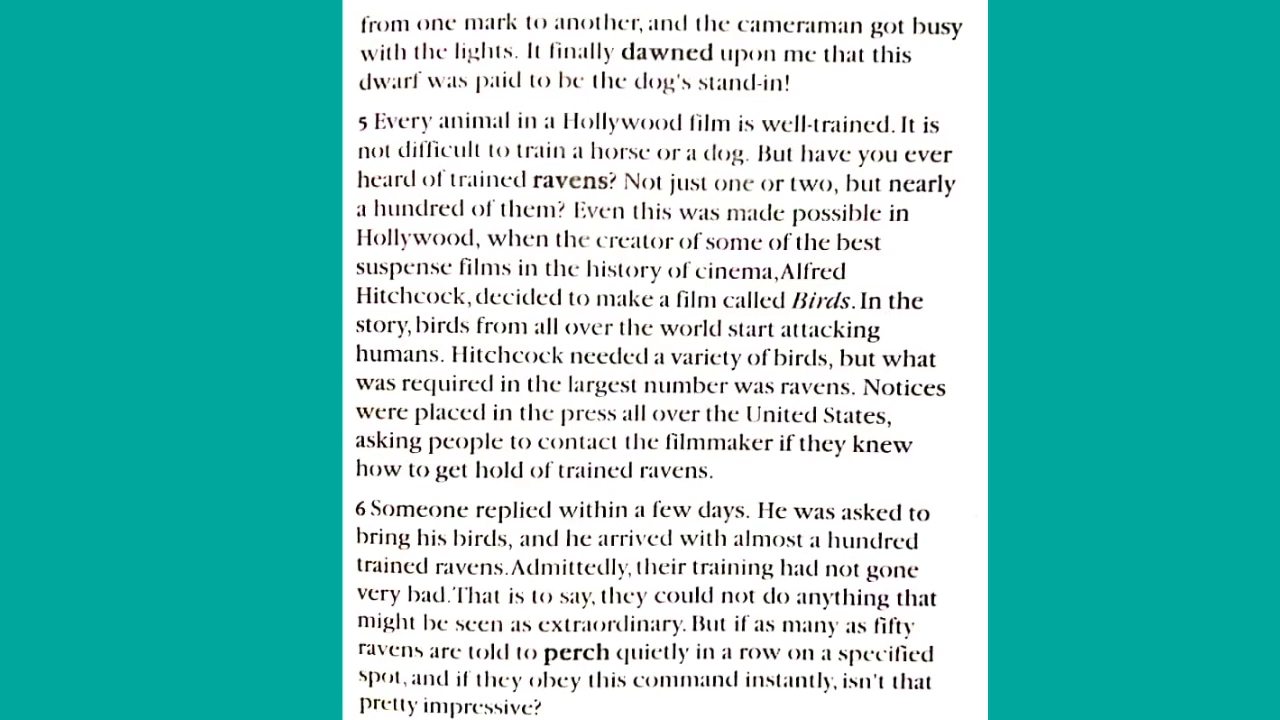 from one mark to another, and the cameraman got busy
with the lights. It finally dawned upon me that this
dwarf was paid to be the dog's stand-in!
5 Every animal in a Hollywood film is well-trained. It is
not difficult to train a horse or a dog. But have you ever
heard of trained ravens? Not just one or two, but nearly
a hundred of them? Even this was made possible in
Hollywood, when the creator of some of the best
suspense films in the history of cinema, Alfred
Hitchcock, decided to make a film called Birds. In the
story, birds from all over the world start attacking
humans. Hitchcock needed a variety of birds, but what
was required in the largest number was ravens. Notices
were placed in the press all over the United States,
asking people to contact the filmmaker if they knew
how to get hold of trained ravens.
6 Someone replied within a few days. He was asked to
bring his birds, and he arrived with almost a hundred
trained ravens. Admittedly, their training had not gone
very bad. That is to say, they could not do anything that
might be seen as extraordinary. But if as many as fifty
ravens are told to perch quietly in a row on a specified
spot, and if they obey this command instantly, isn't that
pretty impressive?